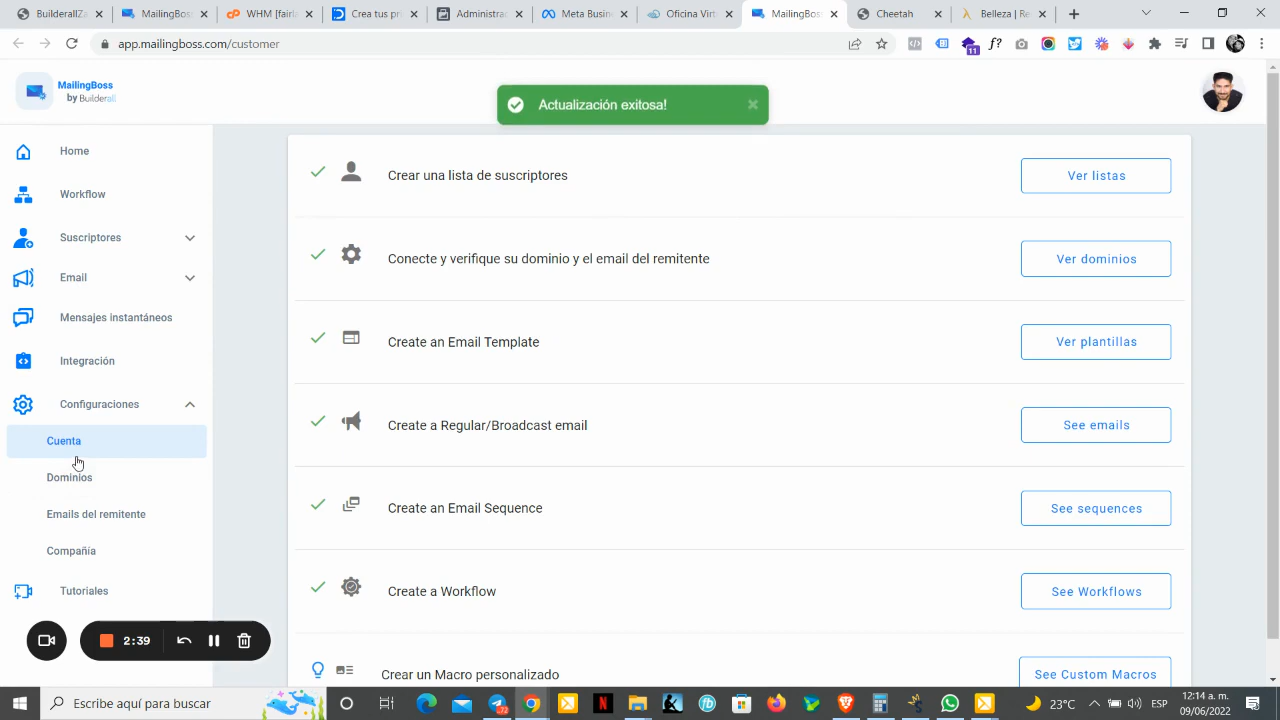 BuilderallZ
MailingBoss
WHM [fairla
Crea tus pr
Administra
Meta Busin
Oficina Virtu
MailingBoss
Cheetah
Belleza | Re
app.mailingboss.com/customer
11
MailingBoss
by Builderall
Actualización exitosa!
Home
Workflow
Suscriptores
Email
Mensajes instantáneos
Integración
Configuraciones
Cuenta
Dominios
Emails del remitente
Compañía
Tutoriales
Crear una lista de suscriptores
Ver listas
Conecte y verifique su dominio y el email del remitente
Ver dominios
Create an Email Template
Ver plantillas
Create a Regular/Broadcast email
See emails
Create an Email Sequence
See sequences
Create a Workflow
See Workflows
Crear un Macro personalizado
See Custom Macros
2:39
Escribe aquí para buscar
23°C
ESP
12:14 a. m.
09/06/2022